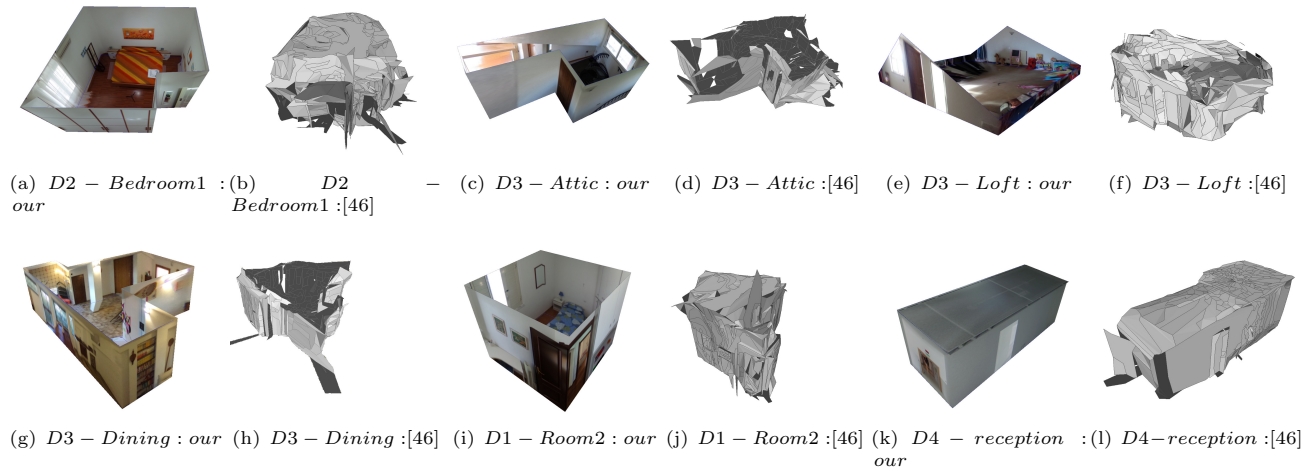 (a) D2 − Bedroom1 :
our
(b) D2 −
Bedroom1 :[46]
(c) D3 − Attic : our
(d) D3 − Attic :[46]
(e) D3 − Loft : our
(f) D3 − Loft :[46]
(g) D3 − Dining : our
(h) D3 − Dining :[46]
(i) D1 − Room2 : our
(j) D1 − Room2 :[46]
(k) D4 − reception :
our
(l) D4−reception :[46]